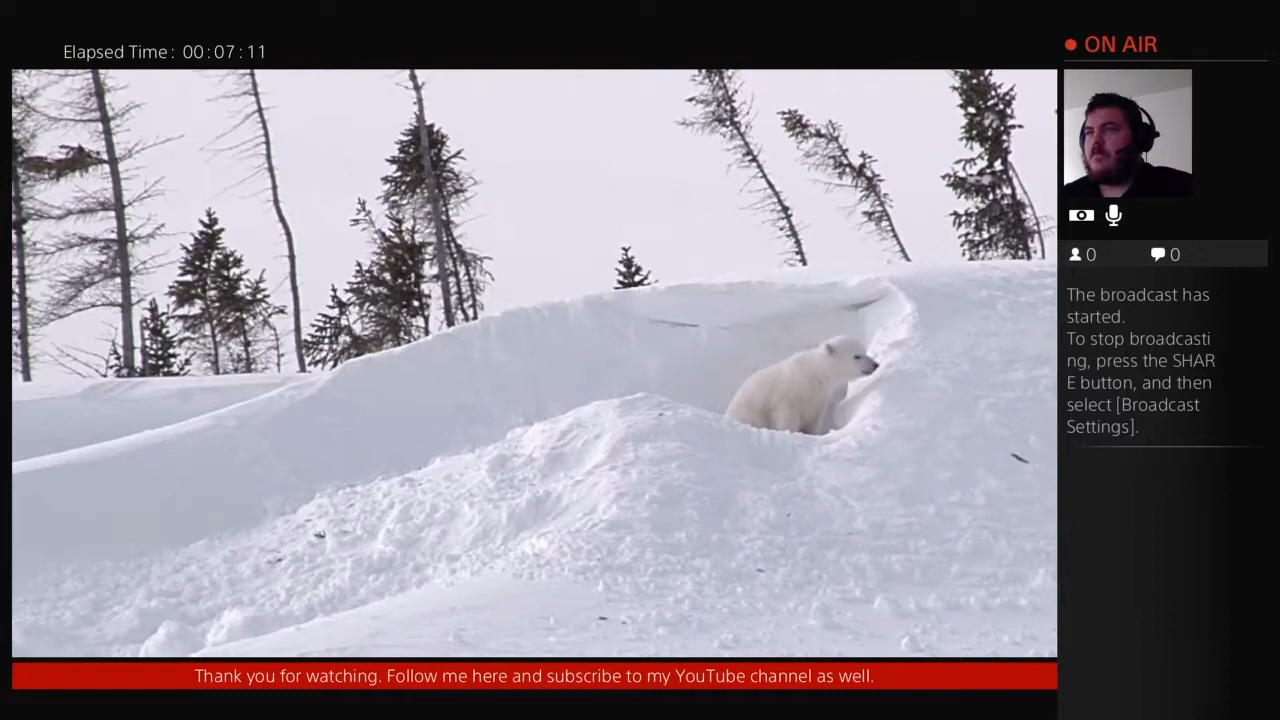 Elapsed Time: 00:07:11
ON AIR
0 0
The broadcast has
started.
To stop broadcasti
ng, press the SHAR
E button, and then
select [Broadcast
Settings].
Thank you for watching. Follow me here and subscribe to my YouTube channel as well.